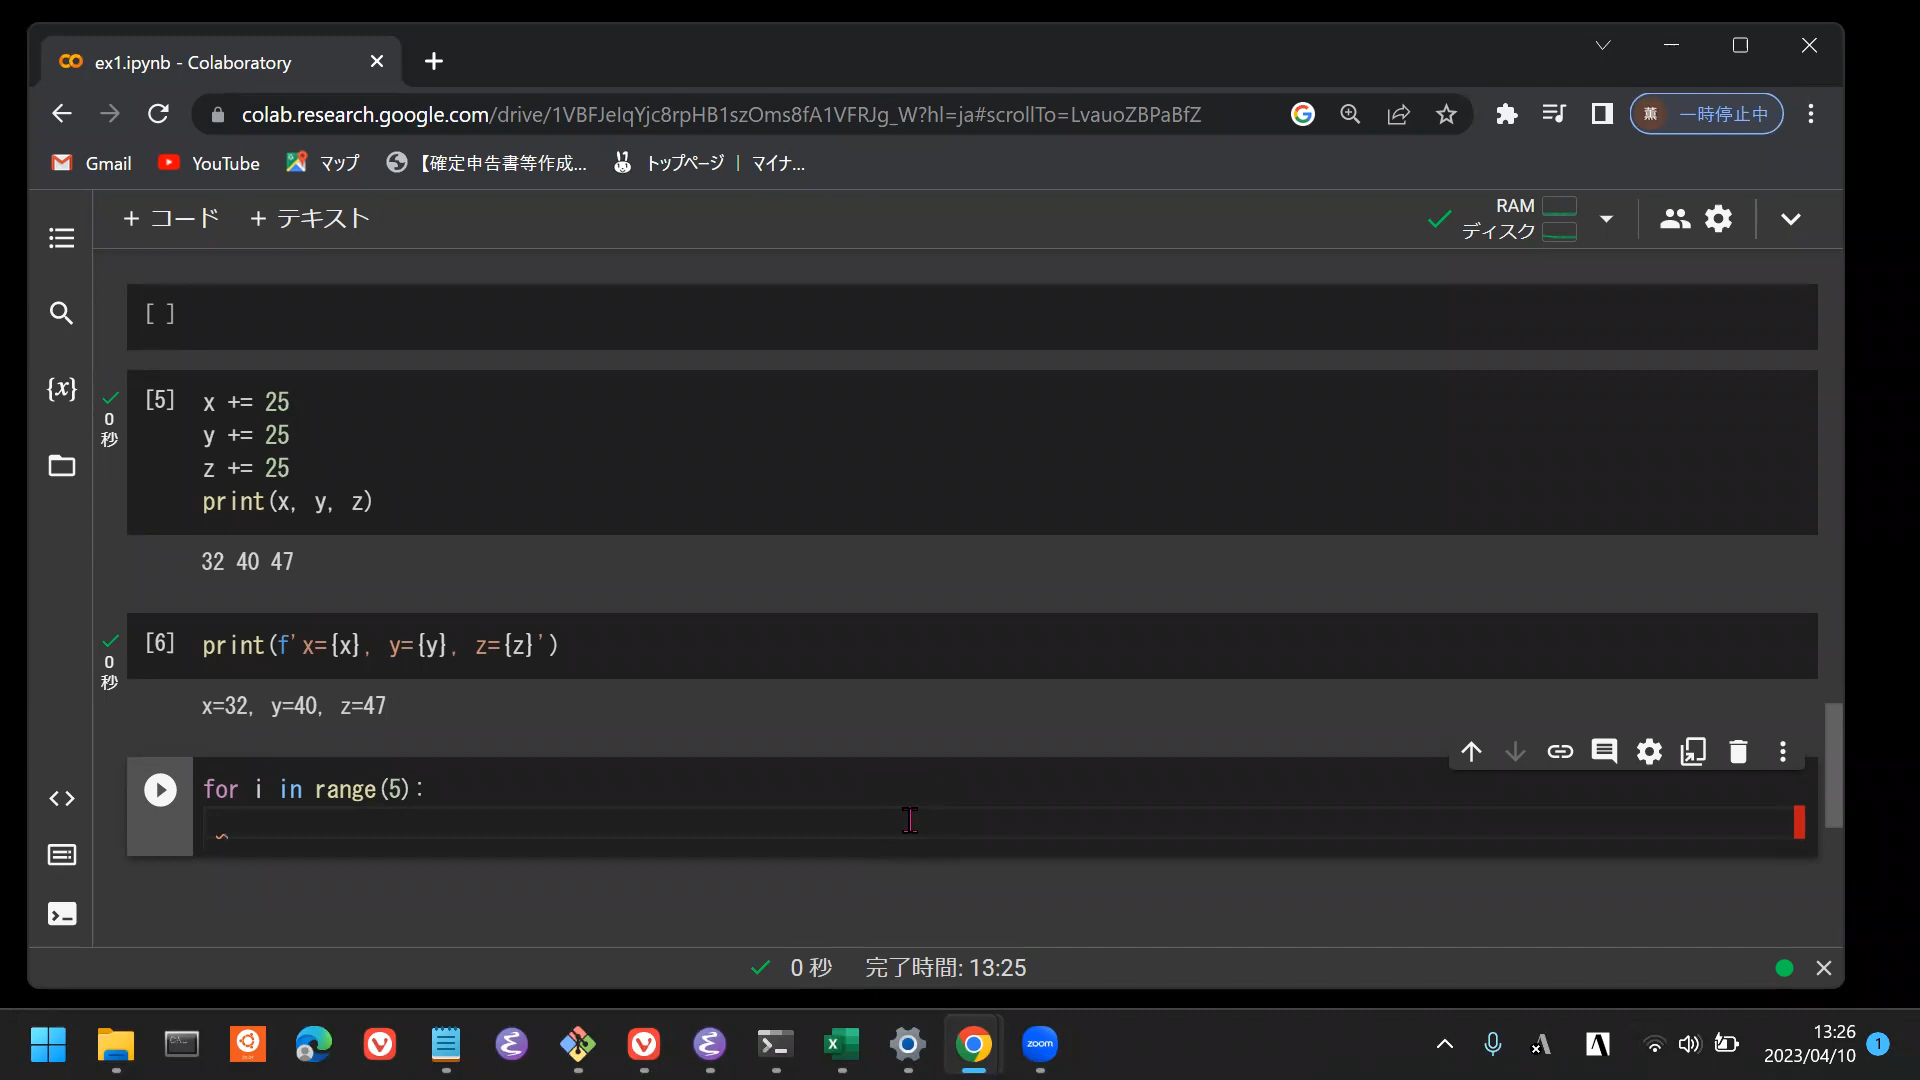 ex1.ipynb - Colaboratory
colab.research.google.com/drive/1VBFJeIqYjc8rpHB1szOms8fA1VFRJg_W?hl=ja#scrollTo=LvauoZBPaBfZ
薫 一時停止中
Gmail YouTube マップ 【確定申告書等作成... トップページ | マイナ...
+ コード + テキスト
RAM
ディスク
[ ]
{x}
[5] x += 25
0 秒
y += 25
z += 25
print(x, y, z)
32 40 47
[6] print(f'x={x}, y={y}, z={z}')
0 秒
x=32, y=40, z=47
for i in range(5):
0 秒 完了時間: 13:25
zoom
A
13:26
2023/04/10
1